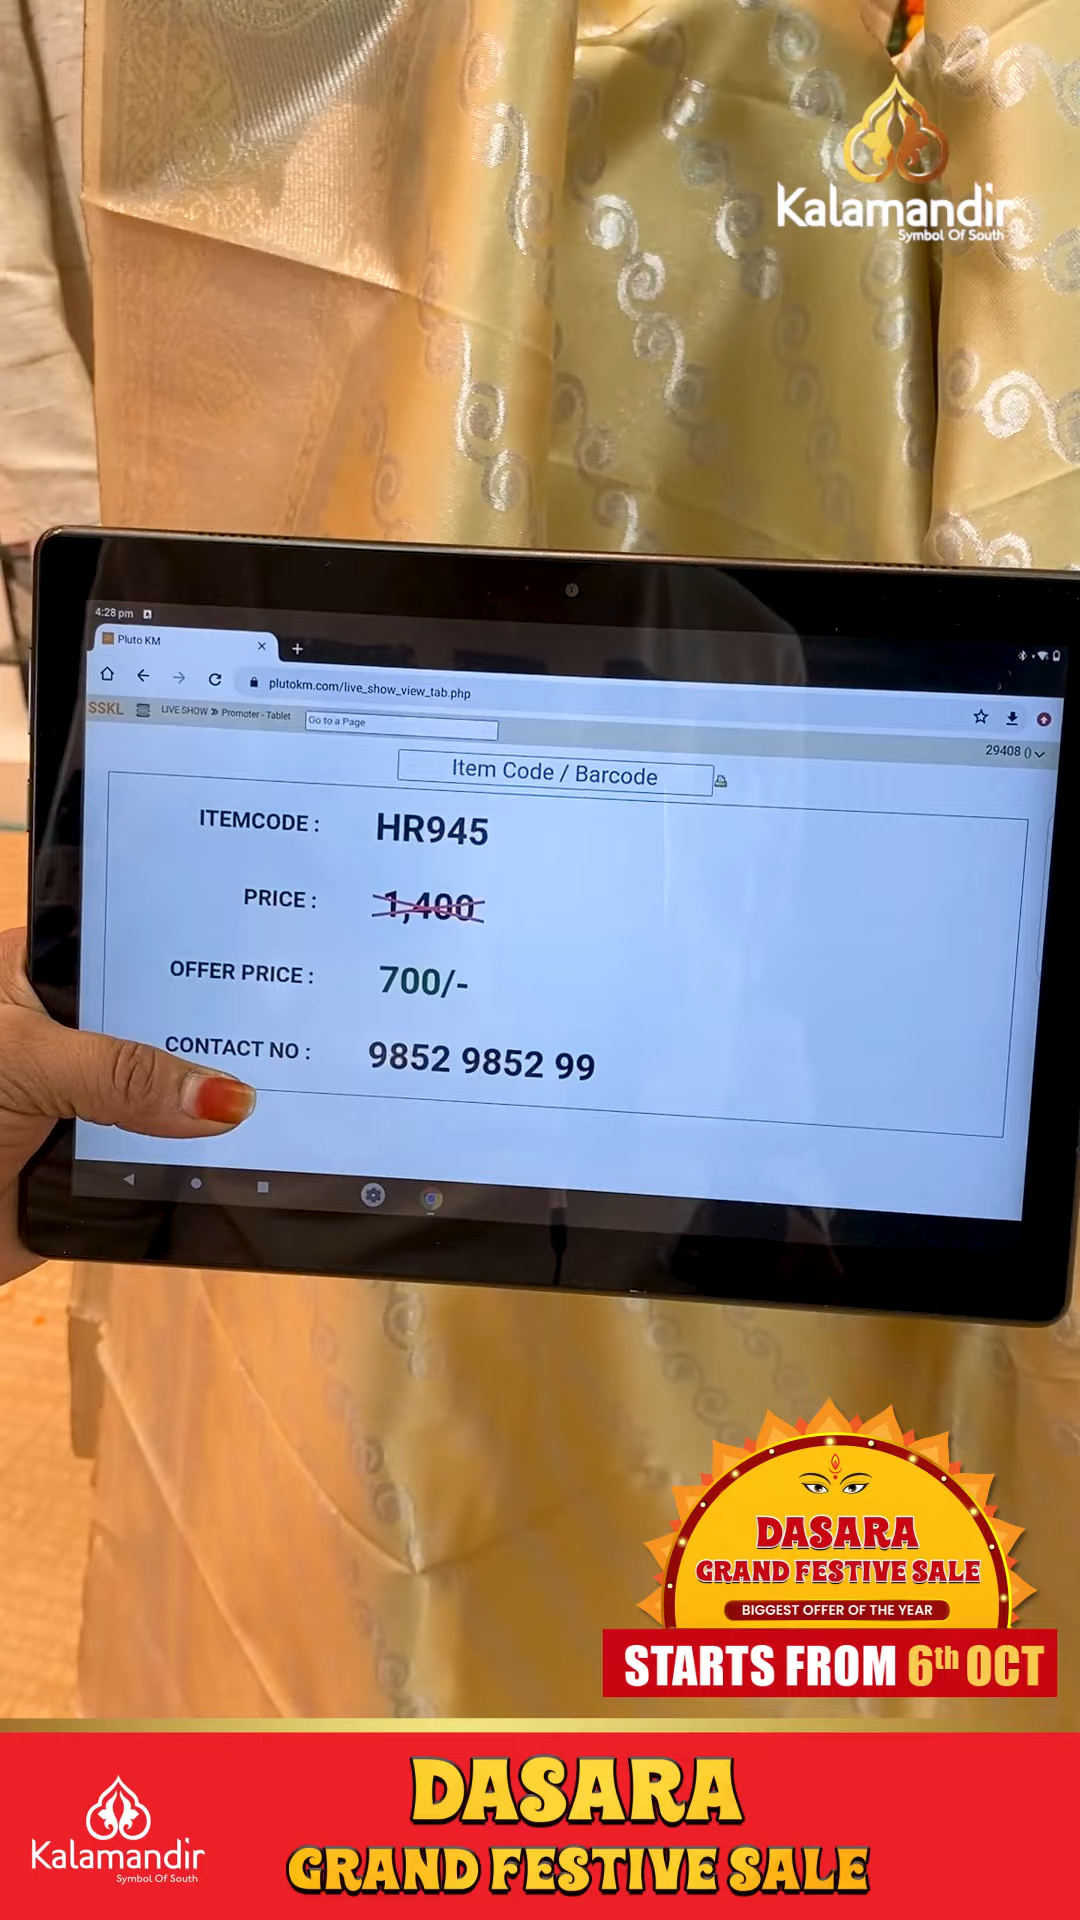 Kalamandir
Symbol Of South
4:28 pm
Pluto KM
plutokm.com/live_show_view_tab.php
SSKL
LIVE SHOW » Promoter - Tablet
Go to a Page
29408 ()
Item Code / Barcode
ITEMCODE : HR945
PRICE : 1,400
OFFER PRICE : 700/-
CONTACT NO : 9852 9852 99
DASARA
GRAND FESTIVE SALE
BIGGEST OFFER OF THE YEAR
STARTS FROM 6th OCT
Kalamandir
Symbol Of South
DASARA
GRAND FESTIVE SALE